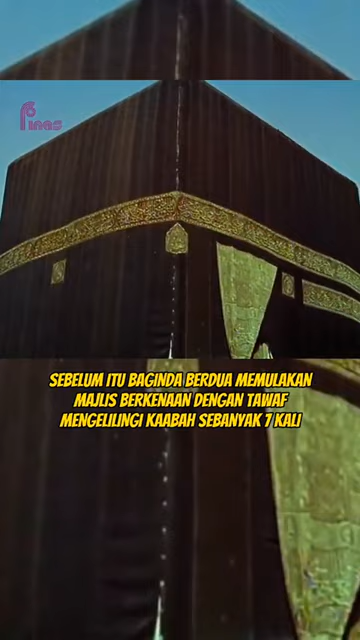 Finas
SEBELUM ITU BAGINDA BERDUA MEMULAKAN
MAJLIS BERKENAAN DENGAN TAWAF
MENGELILINGI KAABAH SEBANYAK 7 KALI